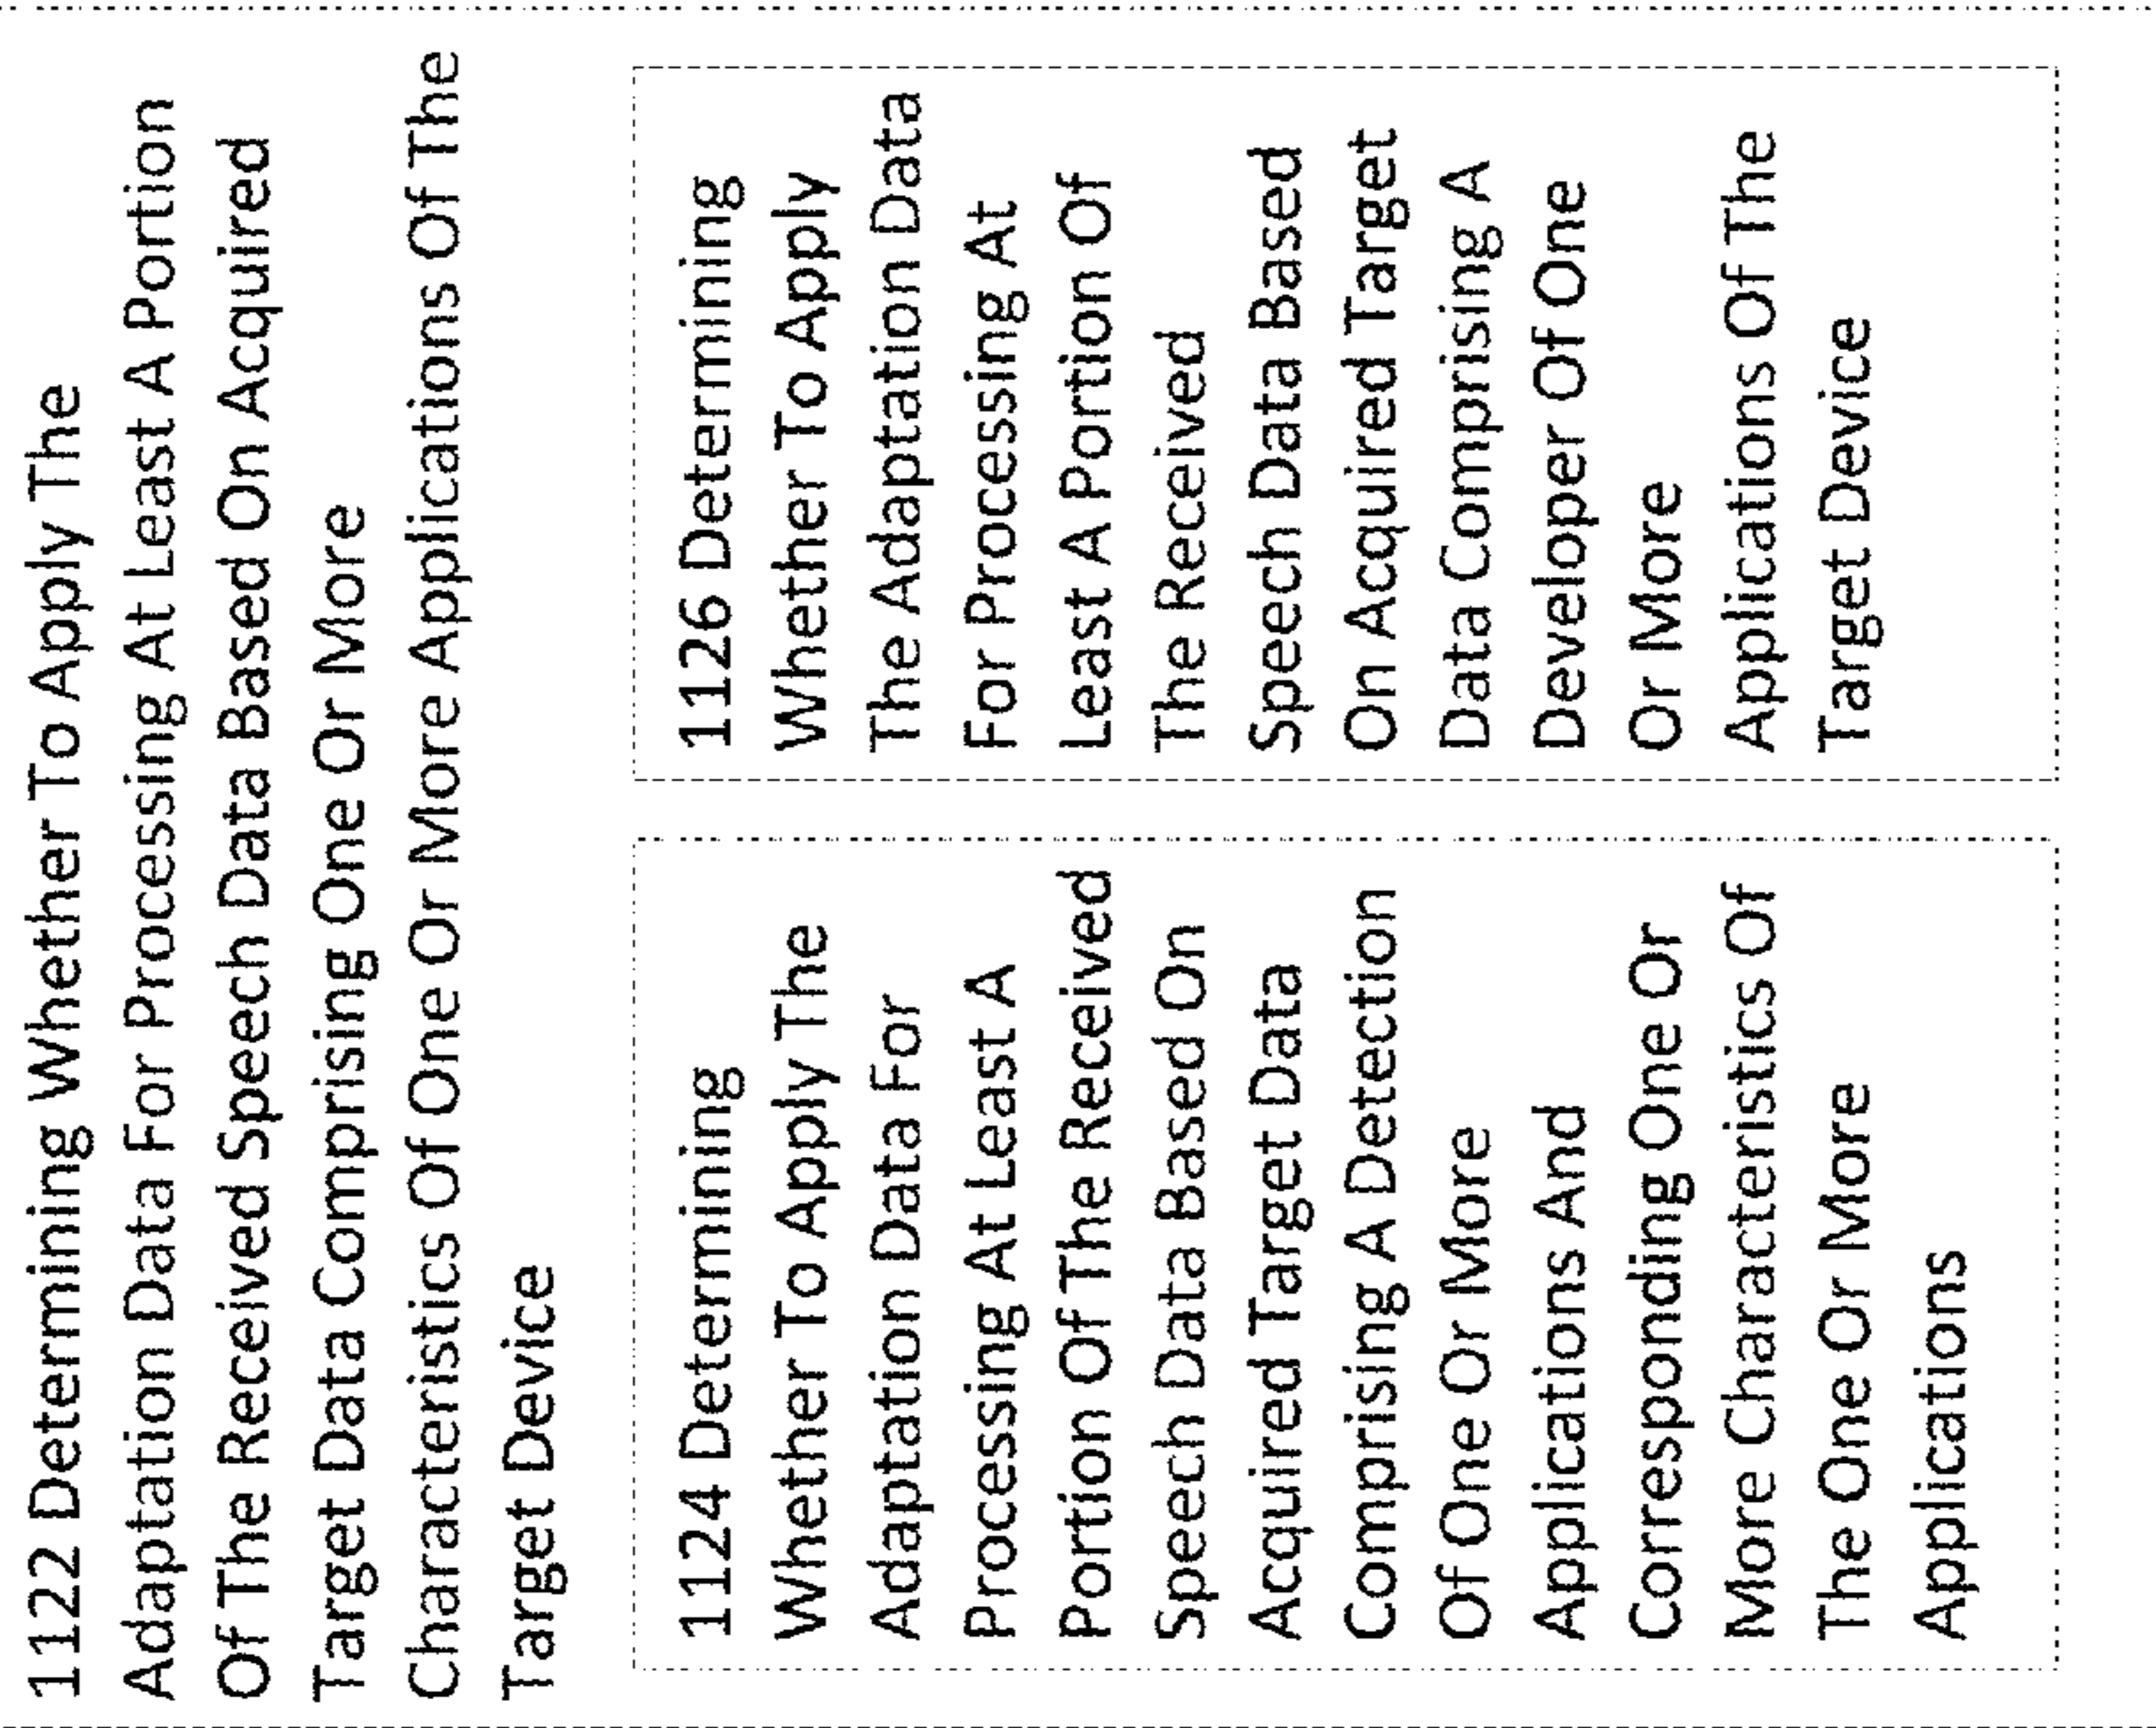 1122 Determining Whether To Apply The
Adaptation Data For Processing At Least A Portion
Of The Received Speech Data Based On Acquired
Target Data Comprising One Or More
Characteristics Of One Or More Applications Of The
Target Device
1124 Determining
Whether To Apply The
Adaptation Data For
Processing At Least A
Portion Of The Received
Speech Data Based On
Acquired Target Data
Comprising A Detection
Of One Or More
Applications And
Corresponding One Or
More Characteristics Of
The One Or More
Applications
1126 Determining
Whether To Apply
The Adaptation Data
For Processing At
Least A Portion Of
The Received
Speech Data Based
On Acquired Target
Data Comprising A
Developer Of One
Or More
Applications Of The
Target Device